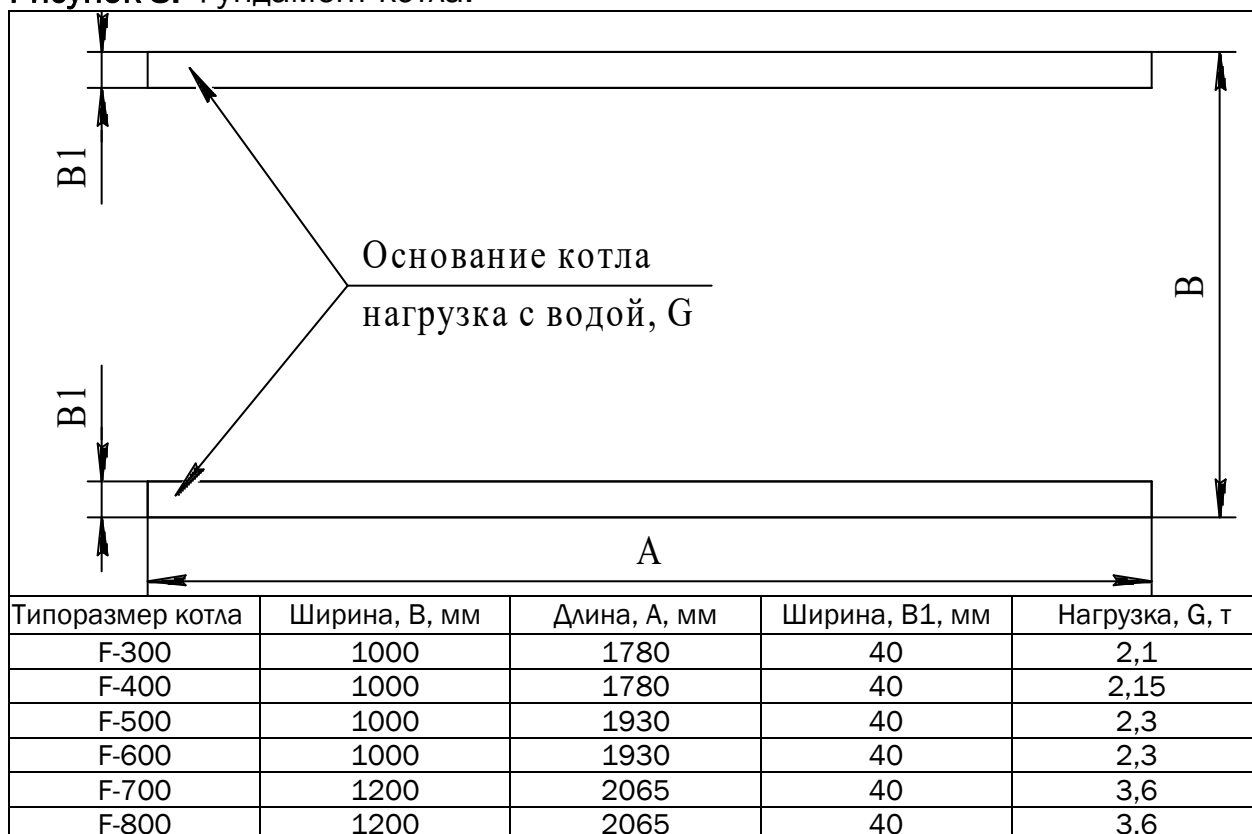 Фундамент котла.
B1
Основание котла
нагрузка с водой, G
B
B1
A
Типоразмер котла Ширина, B, мм Длина, A, мм Ширина, B1, мм Нагрузка, G, т
F-300 1000 1780 40 2,1
F-400 1000 1780 40 2,15
F-500 1000 1930 40 2,3
F-600 1000 1930 40 2,3
F-700 1200 2065 40 3,6
F-800 1200 2065 40 3,6